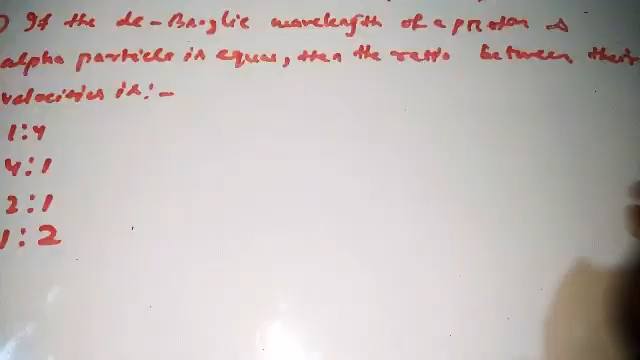 ) If the de-Broglie wavelength of a proton &
alpha particle is equal, then the ratio between their
velocities is:-
1:4
4:1
2:1
1:2